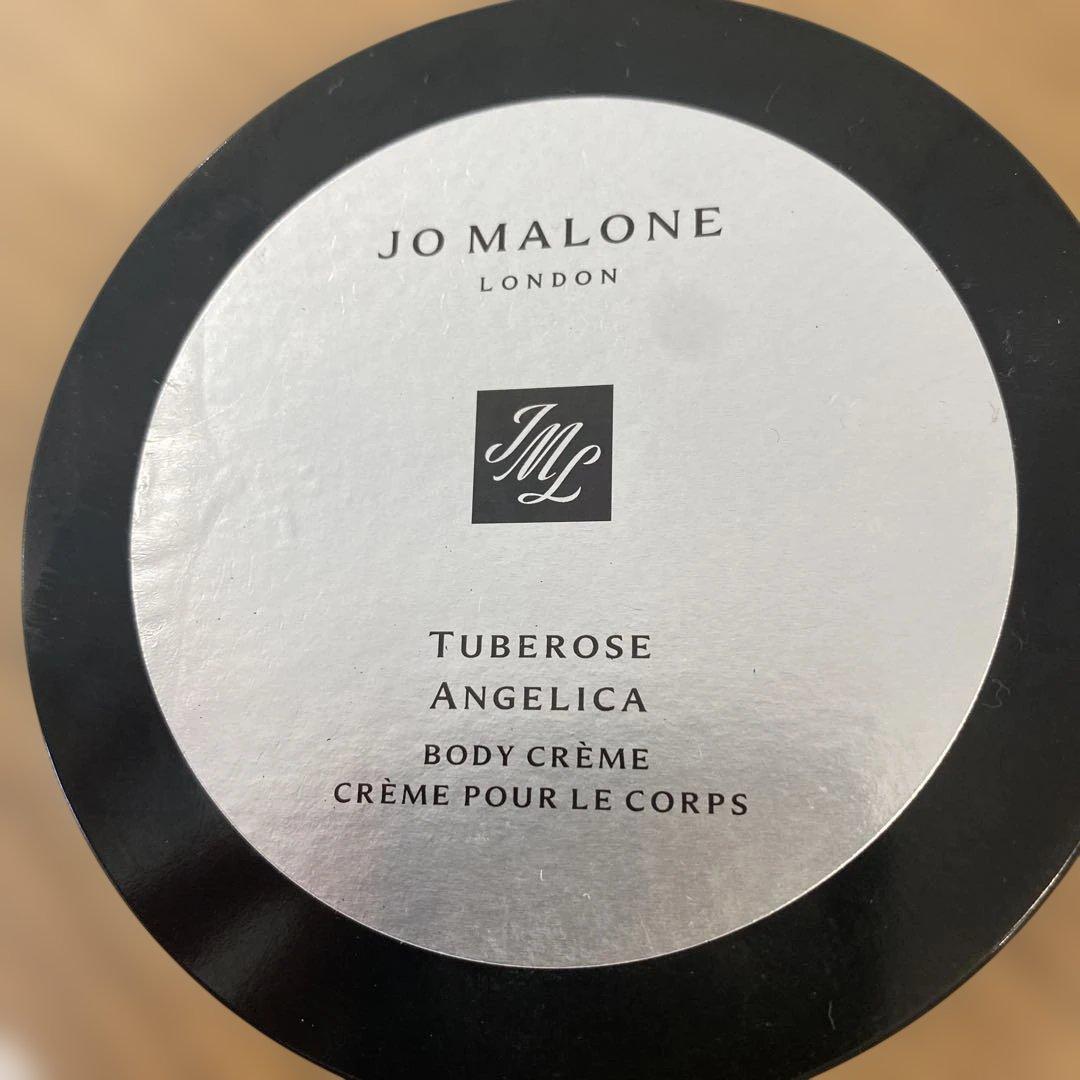 JO MALONE
LONDON
JML
TUBEROSE
ANGELICA
BODY CRÈME
CRÈME POUR LE CORPS